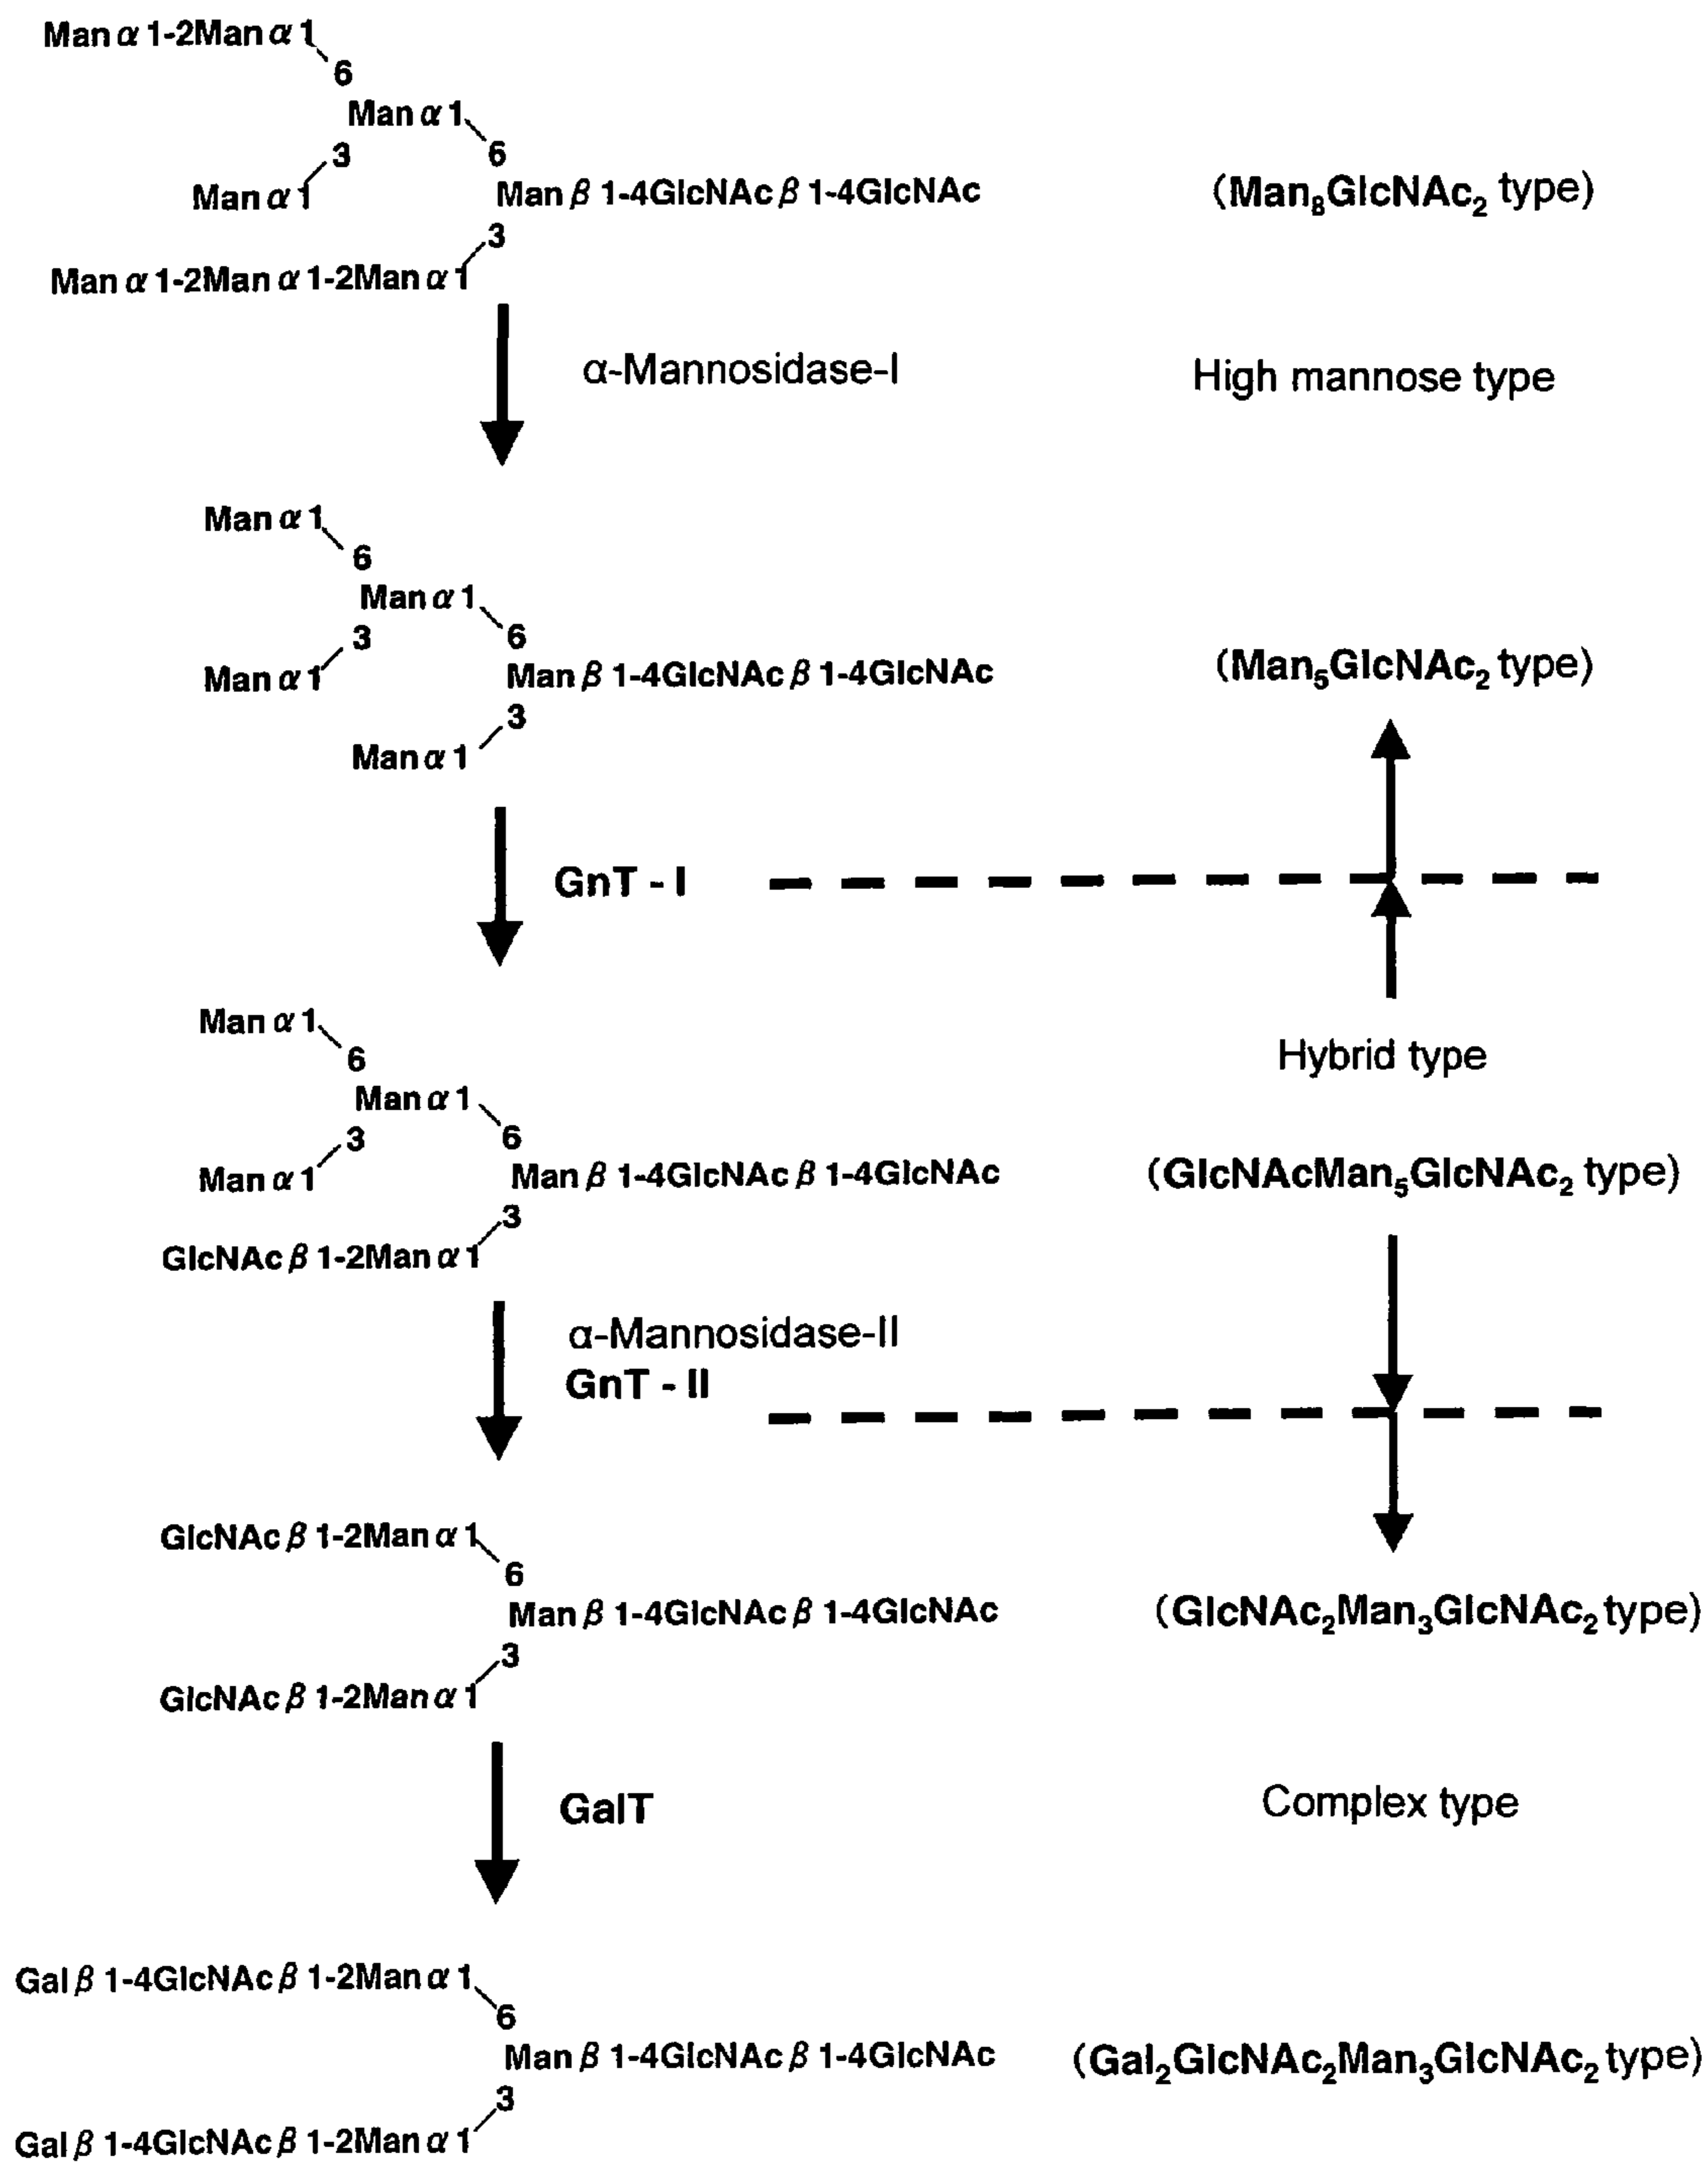 Man α 1-2Man α 1
6
Man α 1
3
6
Man α 1
Man β 1-4GlcNAc β 1-4GlcNAc
(Man₈GlcNAc₂ type)
3
Man α 1-2Man α 1-2Man α 1
α-Mannosidase-I
High mannose type
Man α 1
6
Man α 1
3
6
Man α 1
Man β 1-4GlcNAc β 1-4GlcNAc
(Man₅GlcNAc₂ type)
3
Man α 1
GnT - I
Man α 1
6
Hybrid type
Man α 1
3
6
Man α 1
Man β 1-4GlcNAc β 1-4GlcNAc
(GlcNAcMan₅GlcNAc₂ type)
3
GlcNAc β 1-2Man α 1
α-Mannosidase-II
GnT - II
GlcNAc β 1-2Man α 1
6
Man β 1-4GlcNAc β 1-4GlcNAc
(GlcNAc₂Man₃GlcNAc₂ type)
3
GlcNAc β 1-2Man α 1
GalT
Complex type
Gal β 1-4GlcNAc β 1-2Man α 1
6
Man β 1-4GlcNAc β 1-4GlcNAc
(Gal₂GlcNAc₂Man₃GlcNAc₂ type)
3
Gal β 1-4GlcNAc β 1-2Man α 1